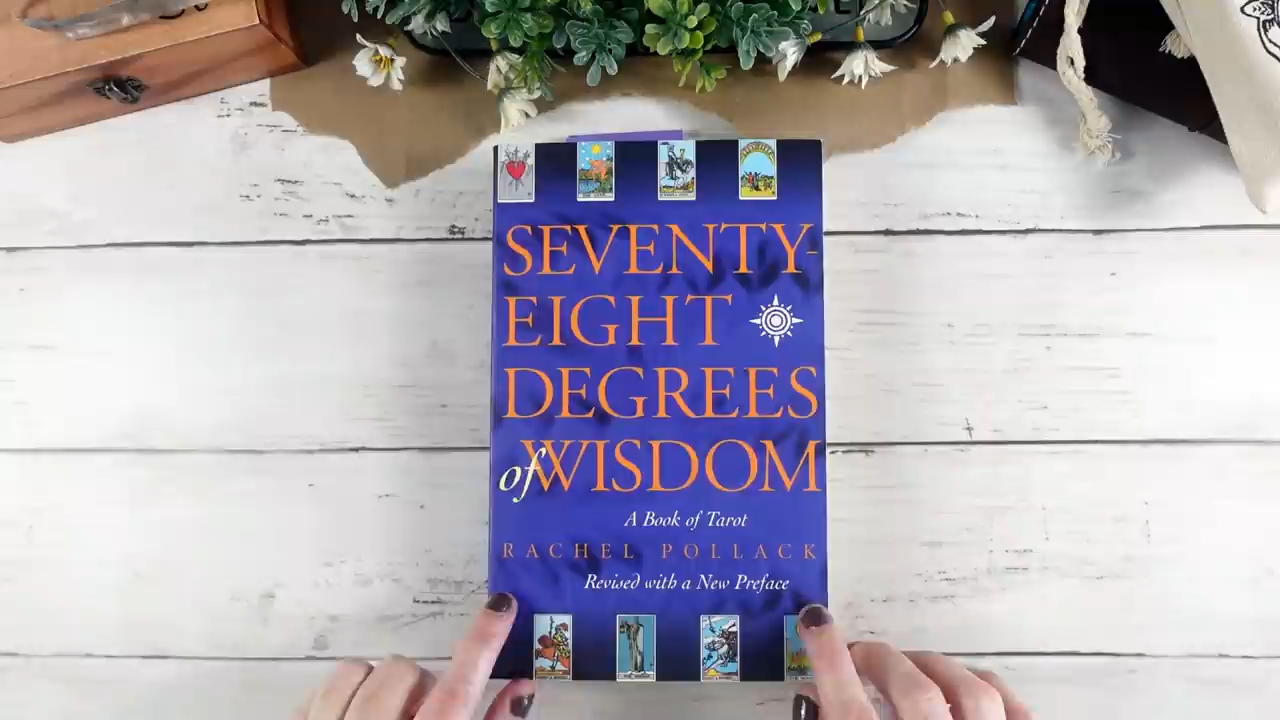 SEVENTY-
EIGHT
DEGREES
of WISDOM
A Book of Tarot
RACHEL POLLACK
Revised with a New Preface